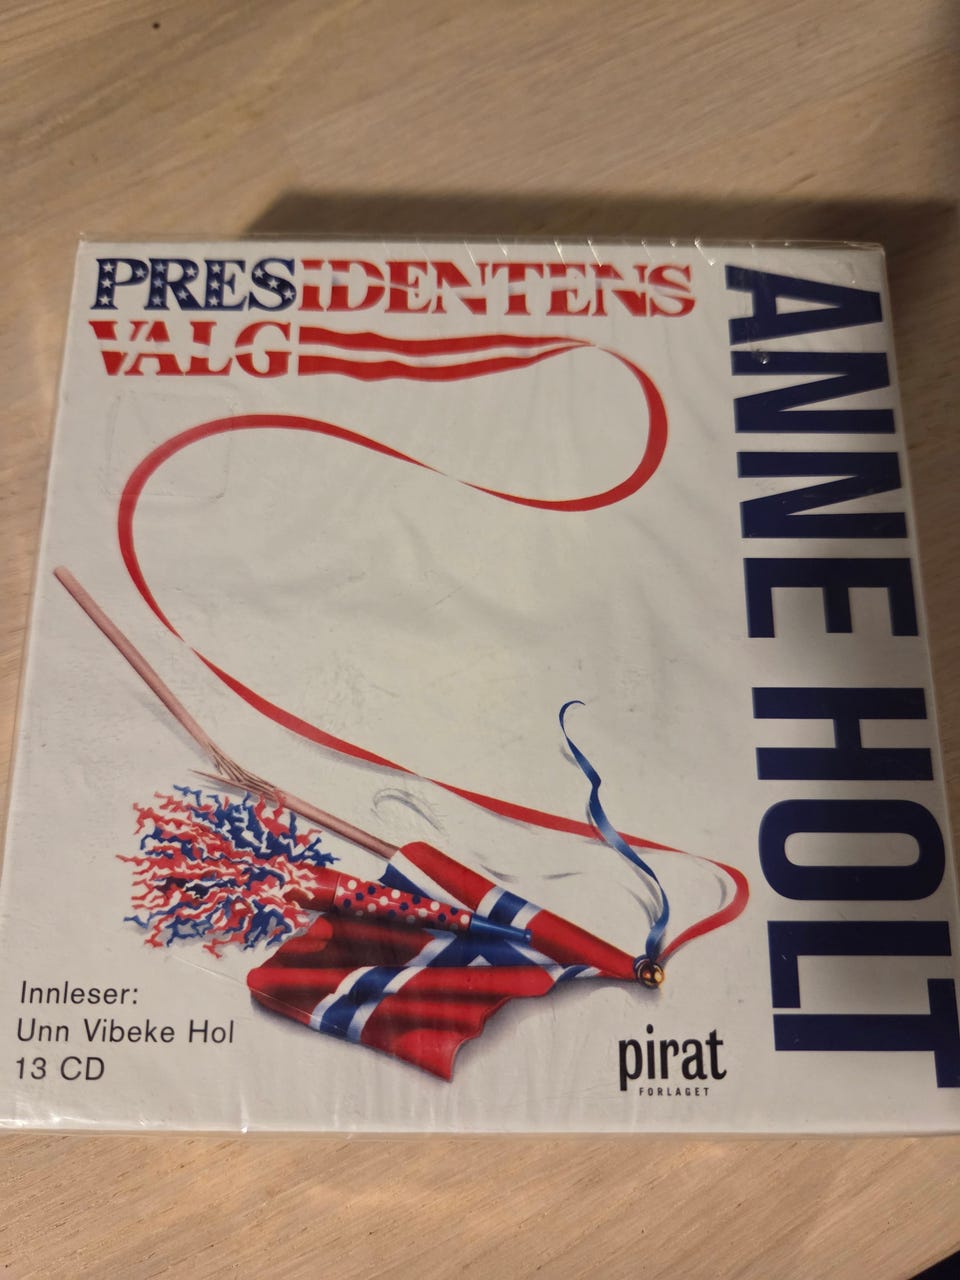 PRESIDENTENS
VALG
ANNE HOLT
Innleser:
Unn Vibeke Hol
13 CD
pirat
FORLAGET